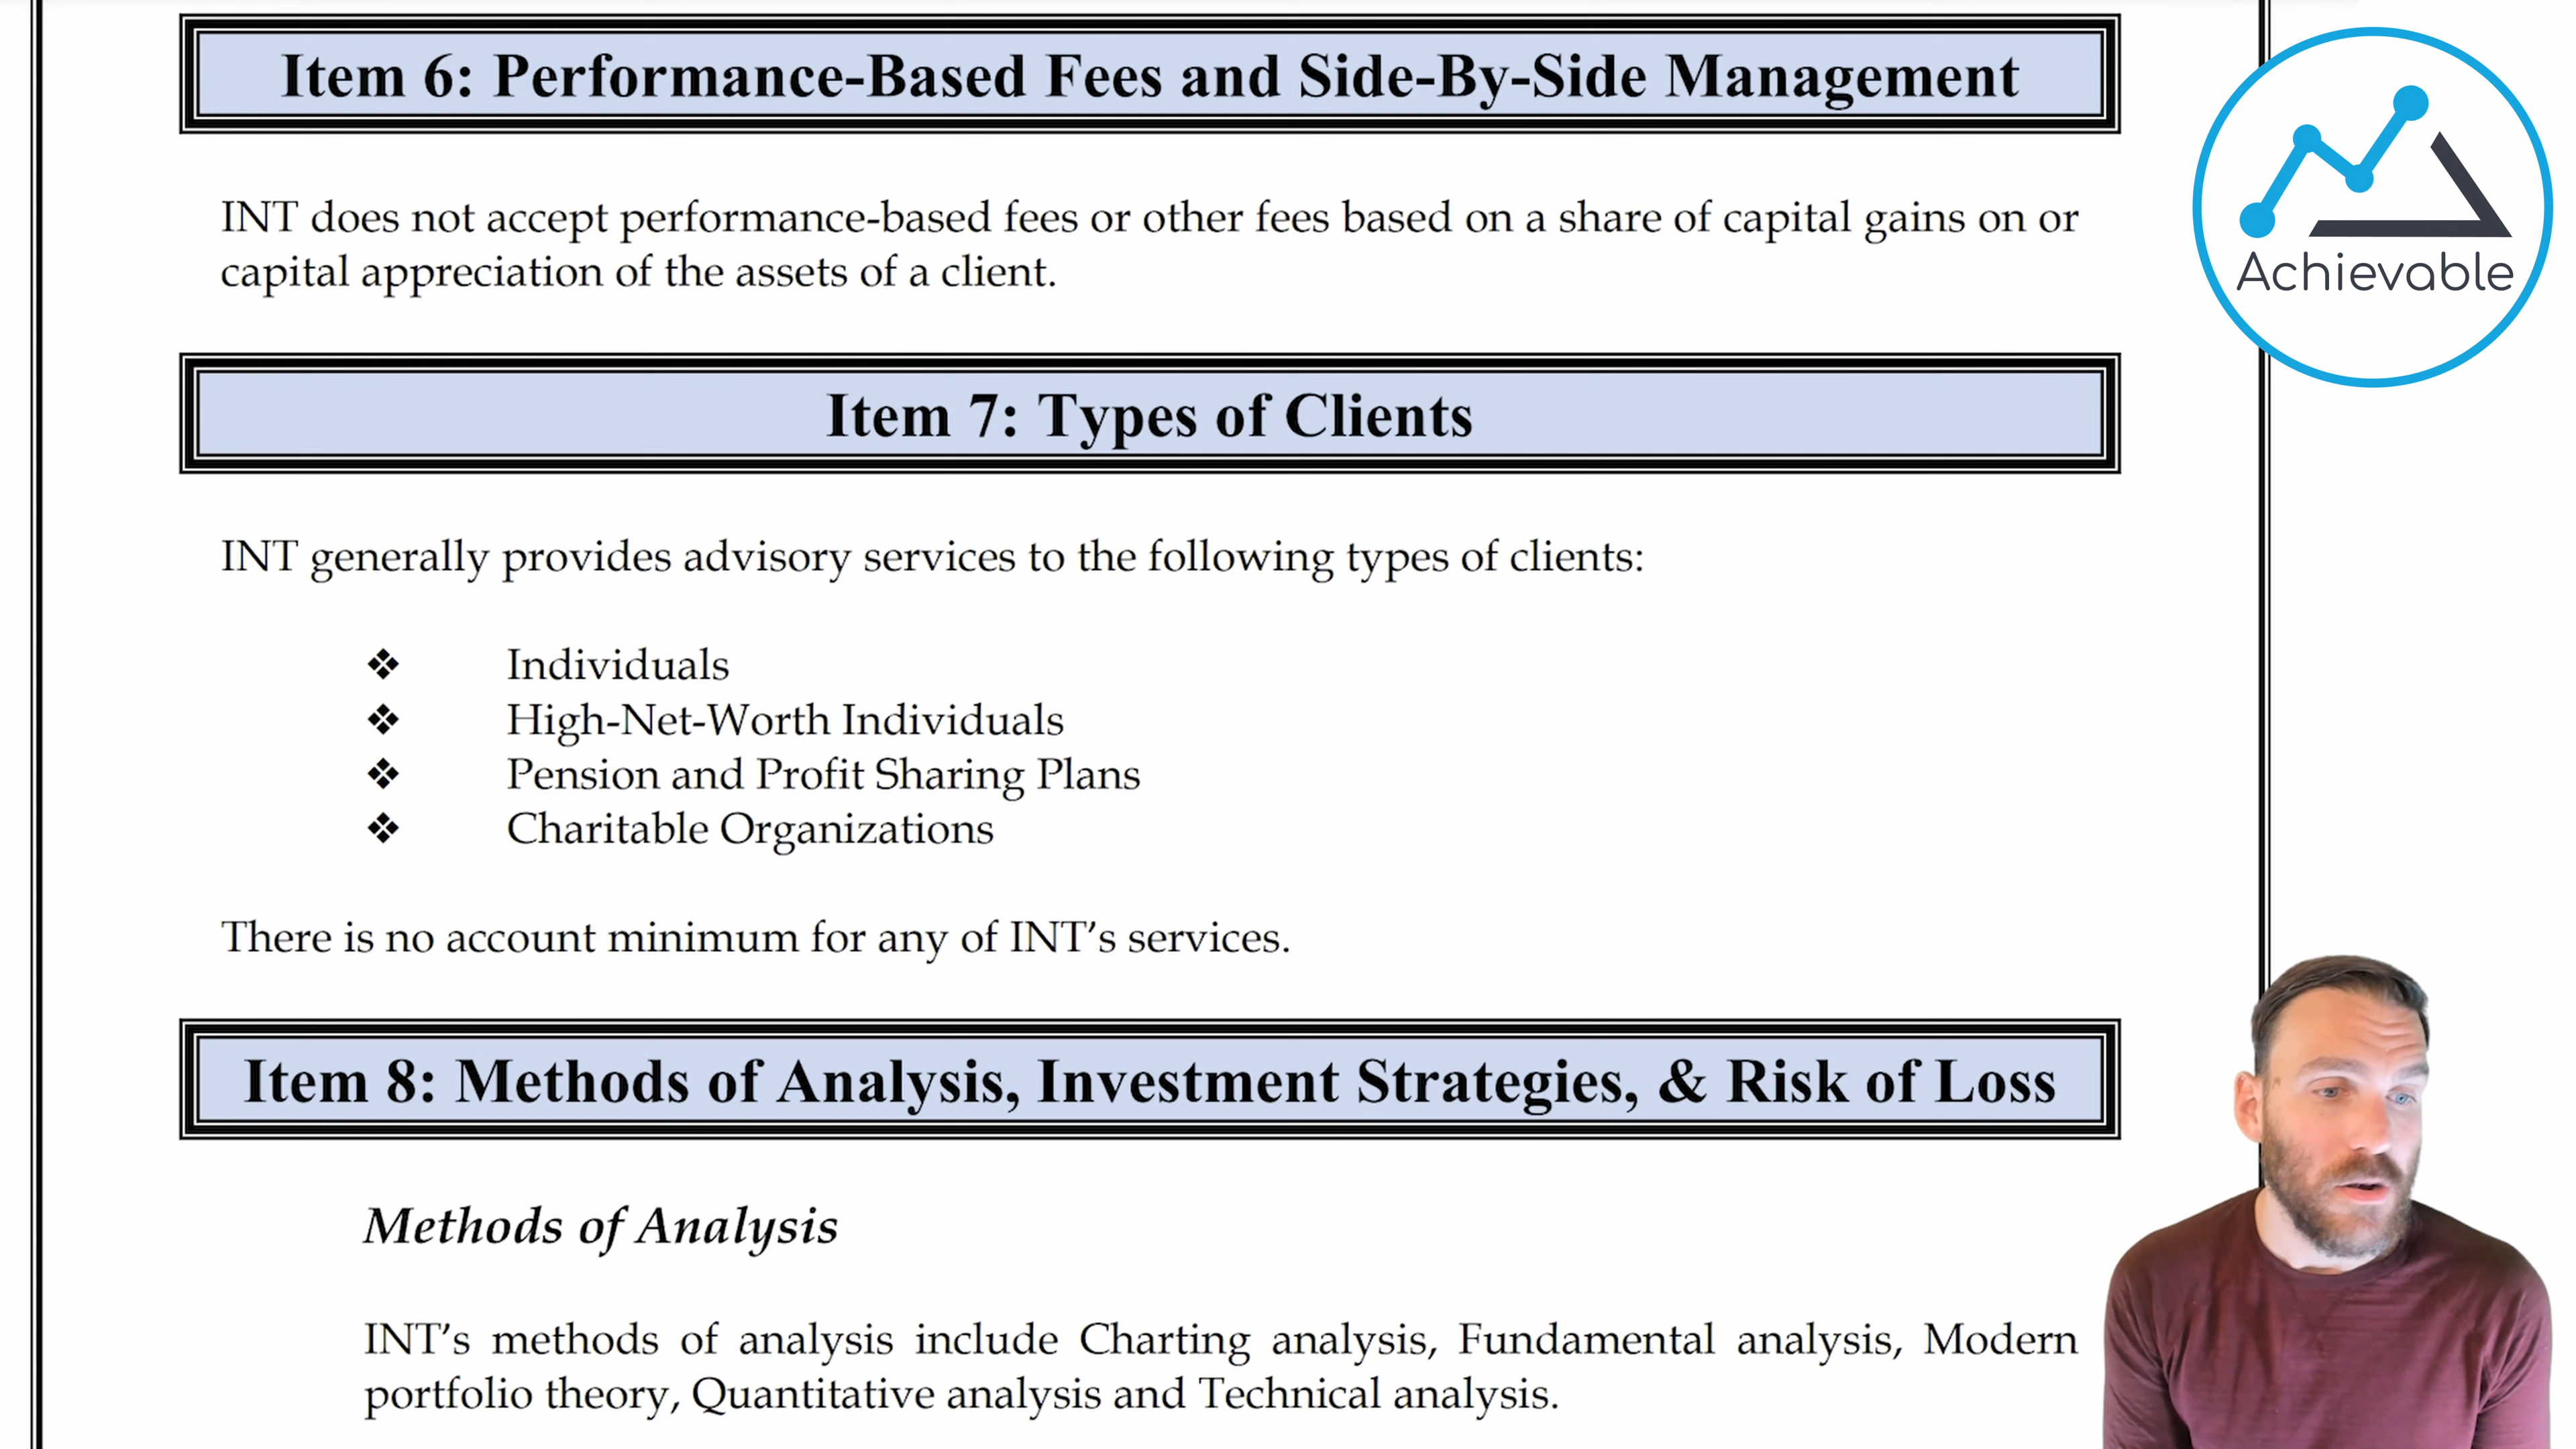 Item 6: Performance-Based Fees and Side-By-Side Management
INT does not accept performance-based fees or other fees based on a share of capital gains on or
capital appreciation of the assets of a client.
Achievable
Item 7: Types of Clients
INT generally provides advisory services to the following types of clients:
❖ Individuals
❖ High-Net-Worth Individuals
❖ Pension and Profit Sharing Plans
❖ Charitable Organizations
There is no account minimum for any of INT’s services.
Item 8: Methods of Analysis, Investment Strategies, & Risk of Loss
Methods of Analysis
INT’s methods of analysis include Charting analysis, Fundamental analysis, Modern
portfolio theory, Quantitative analysis and Technical analysis.